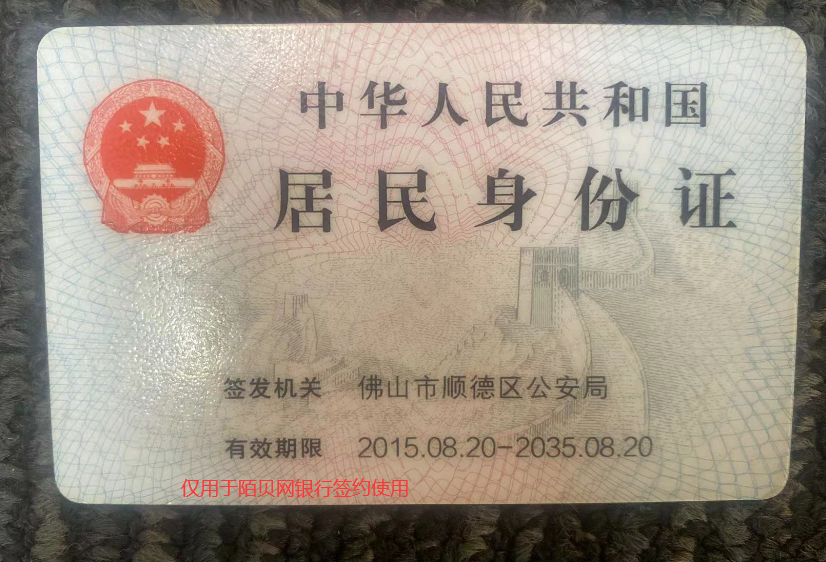 中华人民共和国
居民身份证
签发机关 佛山市顺德区公安局
有效期限 2015.08.20-2035.08.20
仅用于陌贝网银行签约使用